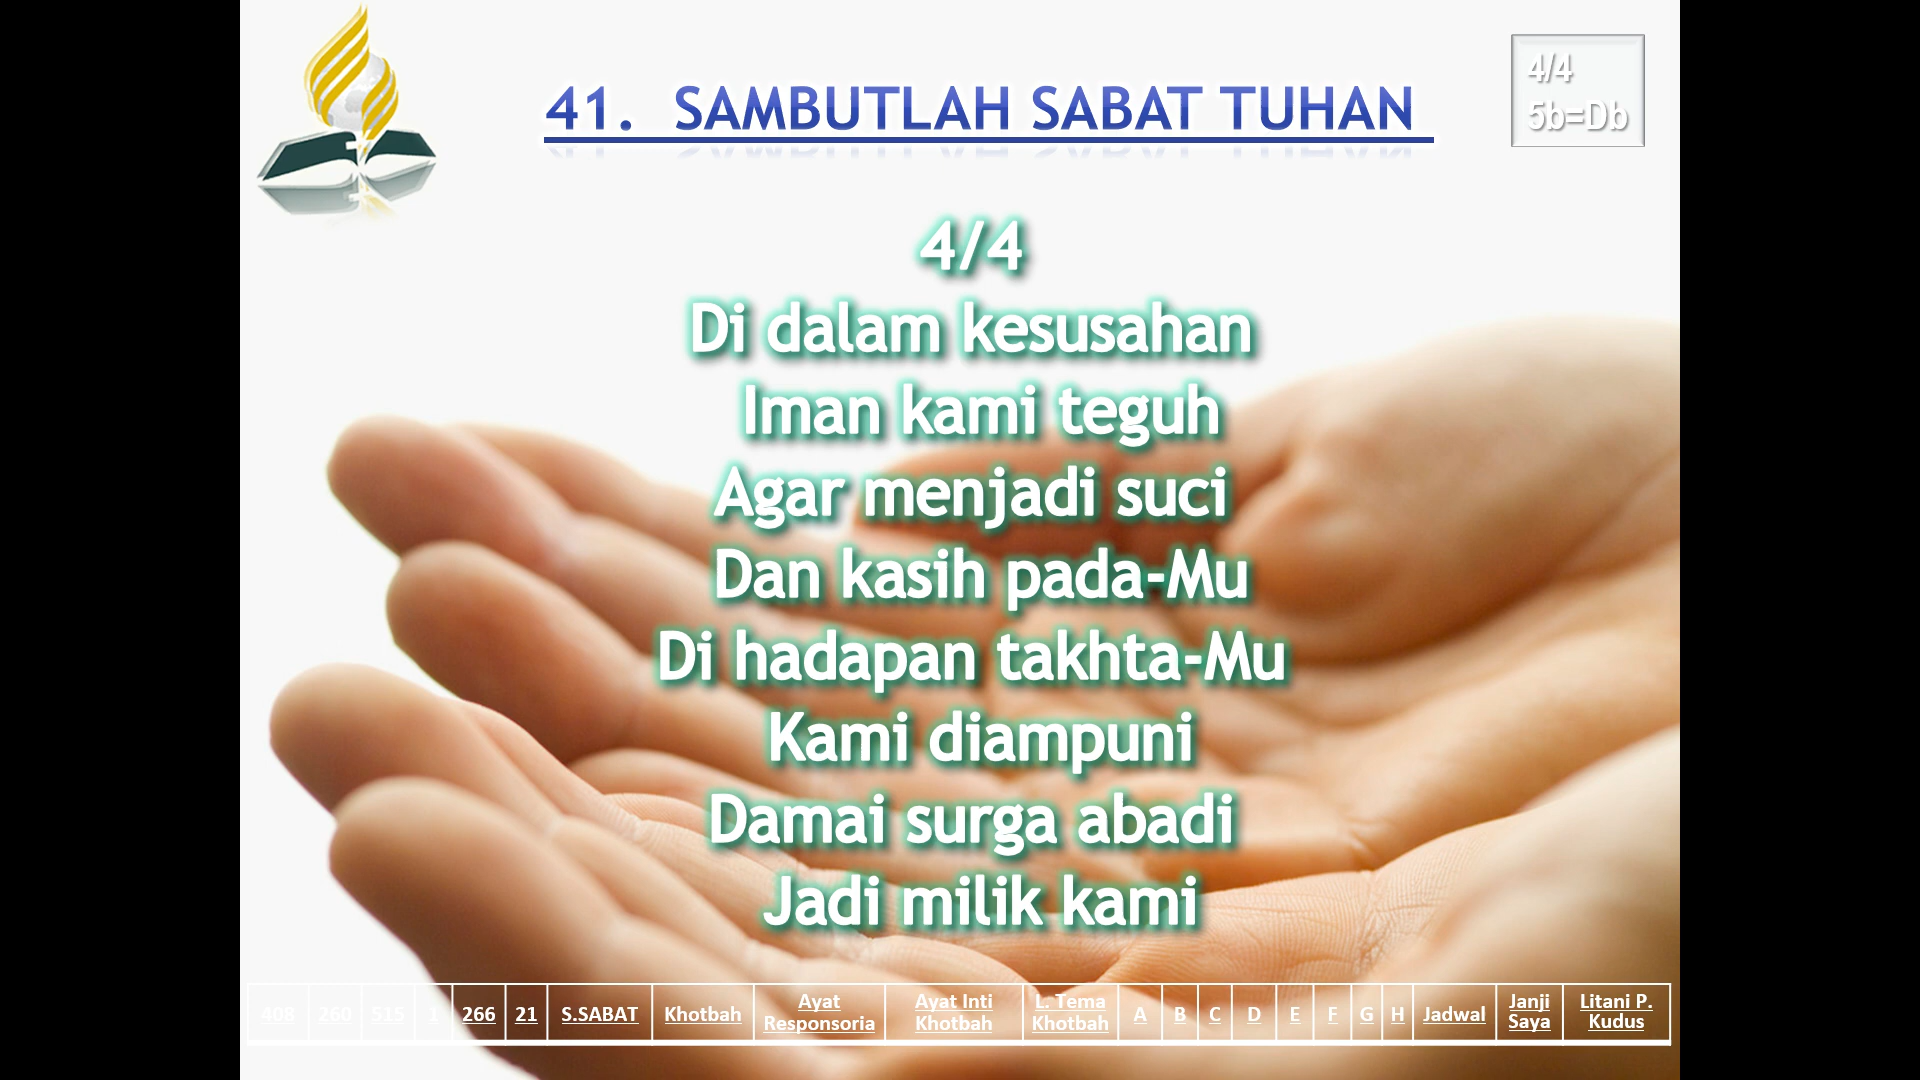 41. SAMBUTLAH SABAT TUHAN
4/4
5b=Db
4/4
Di dalam kesusahan
Iman kami teguh
Agar menjadi suci
Dan kasih pada-Mu
Di hadapan takhta-Mu
Kami diampuni
Damai surga abadi
Jadi milik kami
408 260 515 1 266 21 S.SABAT Khotbah Ayat Responsoria Ayat Inti Khotbah L. Tema Khotbah A B C D E F G H Jadwal Janji Saya Litani P. Kudus